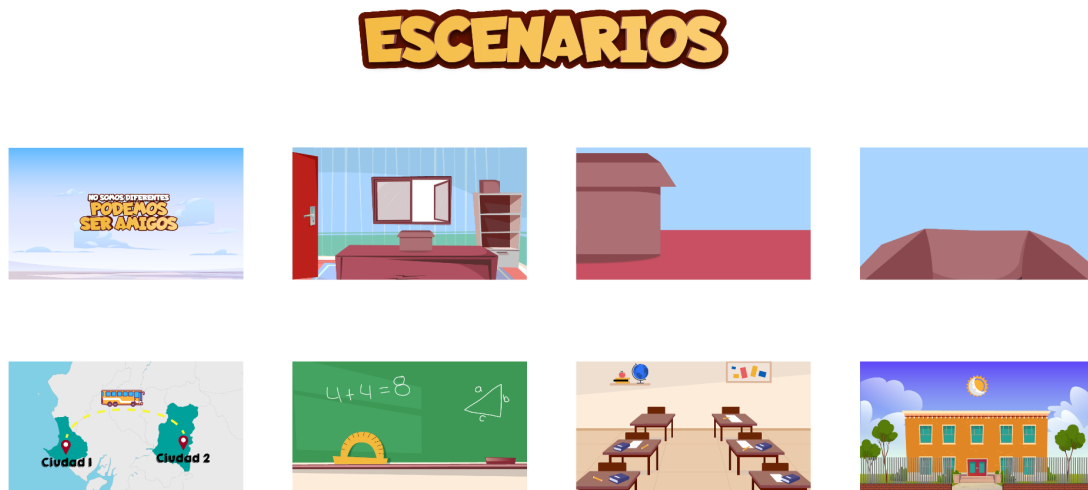 ESCENARIOS
NO SOMOS DIFERENTES
PODEMOS
SER AMIGOS
Ciudad 1
Ciudad 2
4+4=8
a
b
c